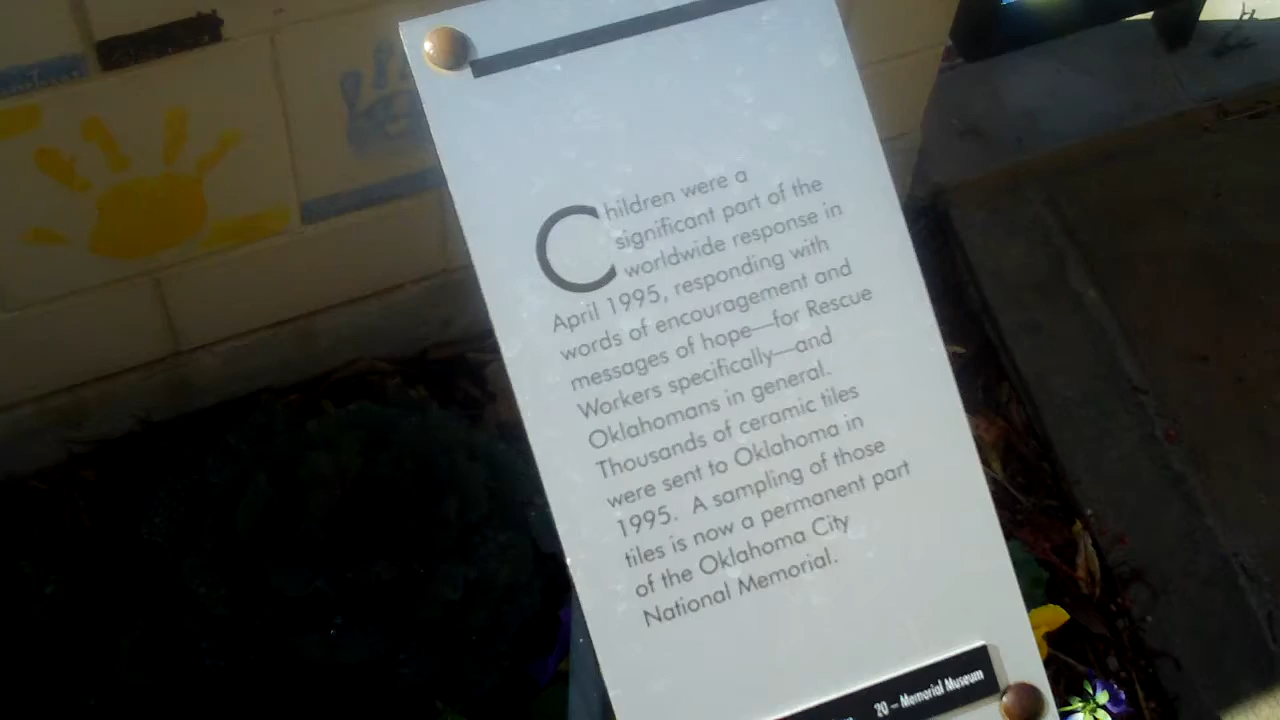 Children were a
significant part of the
worldwide response in
April 1995, responding with
words of encouragement and
messages of hope—for Rescue
Workers specifically—and
Oklahomans in general.
Thousands of ceramic tiles
were sent to Oklahoma in
1995. A sampling of those
tiles is now a permanent part
of the Oklahoma City
National Memorial.
20 – Memorial Museum